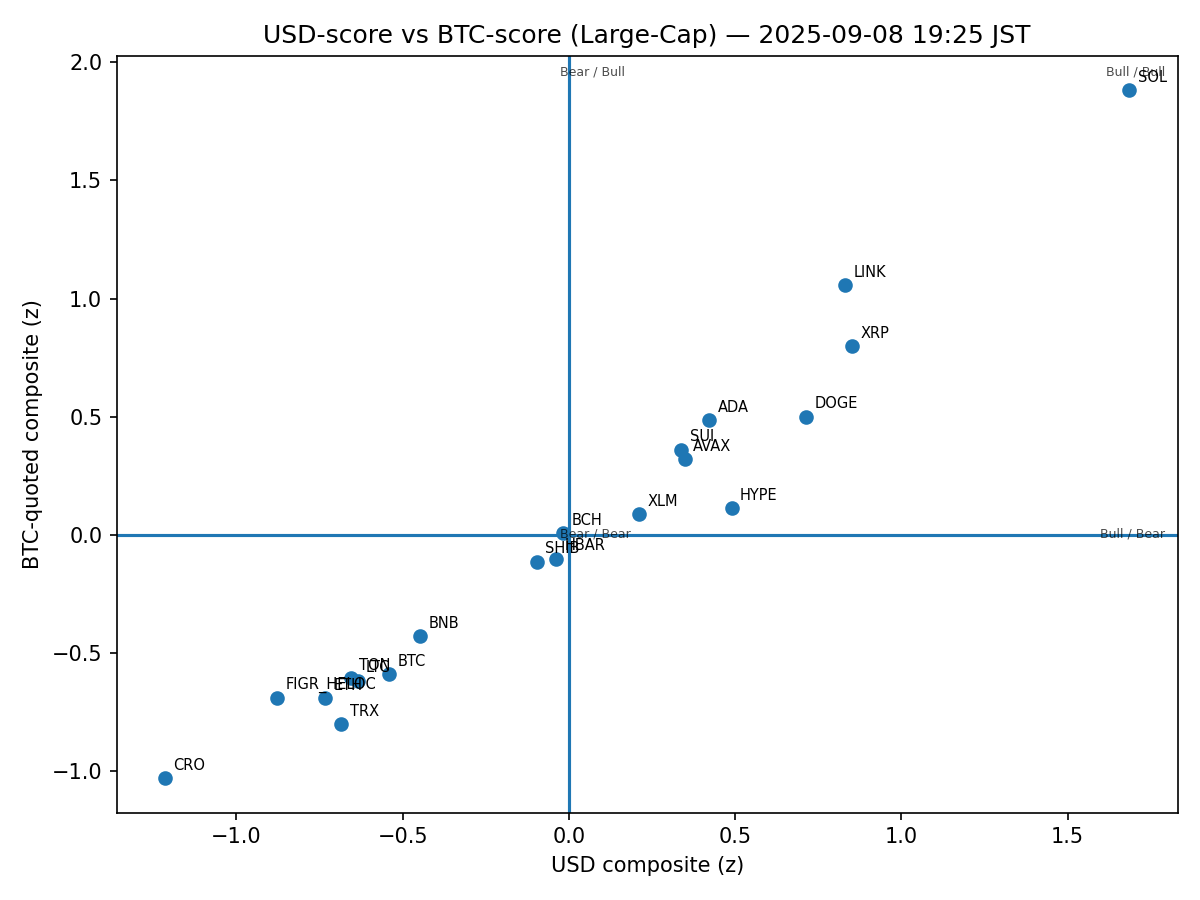 USD-score vs BTC-score (Large-Cap) — 2025-09-08 19:25 JST
Bear / Bull
Bull / Bull
SOL
LINK
XRP
DOGE
ADA
SUI
AVAX
HYPE
XLM
BCH
Bear / Bear
Bull / Bear
HBAR
SHIB
BNB
BTC
TON
LTC
FIGR_HELOC
ETH
TRX
CRO
2.0
1.5
1.0
0.5
0.0
−0.5
−1.0
BTC-quoted composite (z)
−1.0
−0.5
0.0
0.5
1.0
1.5
USD composite (z)